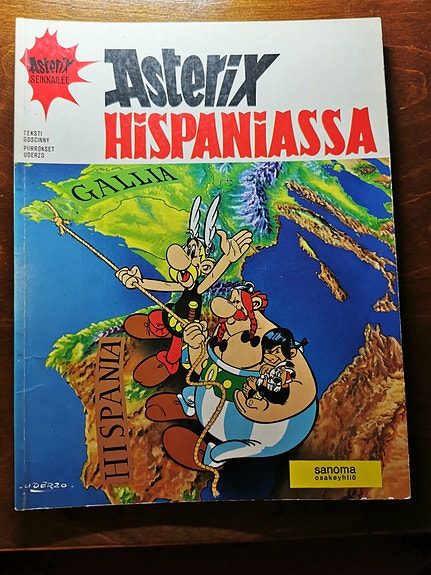 Asterix
SEIKKAILEE
Asterix
HISPANIASSA
TEKSTI
GOSCINNY
PIIRROKSET
UDERZO
GALLIA
HISPANIA
sanoma
osakeyhtiö
·UDERZO·